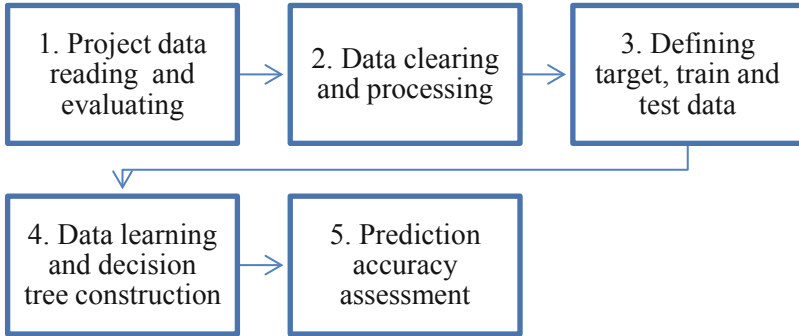 1. Project data
reading and
evaluating
2. Data clearing
and processing
3. Defining
target, train and
test data
4. Data learning
and decision
tree construction
5. Prediction
accuracy
assessment